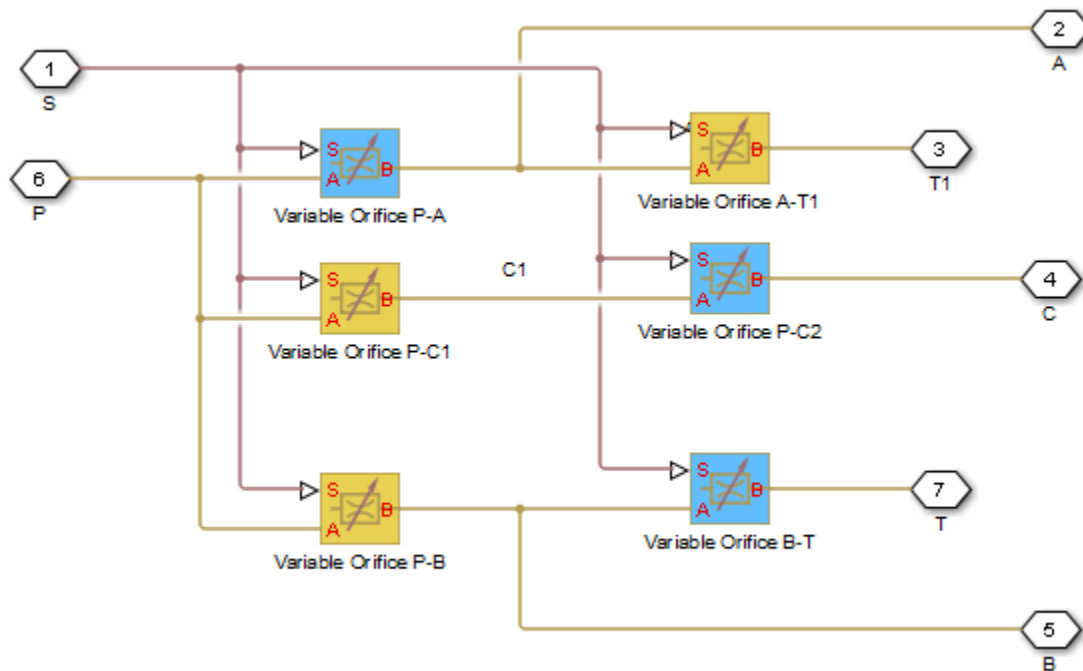 2
A
1
S
S
A
B
Variable Orifice P-A
S
A
B
Variable Orifice A-T1
3
T1
6
P
S
A
B
Variable Orifice P-C1
C1
S
A
B
Variable Orifice P-C2
4
C
S
A
B
Variable Orifice P-B
S
A
B
Variable Orifice B-T
7
T
5
B